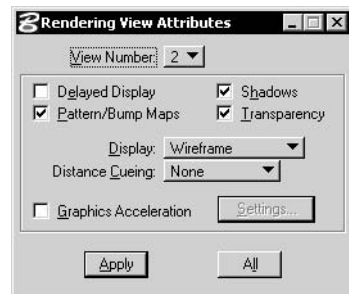 Rendering View Attributes
View Number: 2
Delayed Display Shadows
Pattern/Bump Maps Transparency
Display: Wireframe
Distance Cueing: None
Graphics Acceleration Settings...
Apply All